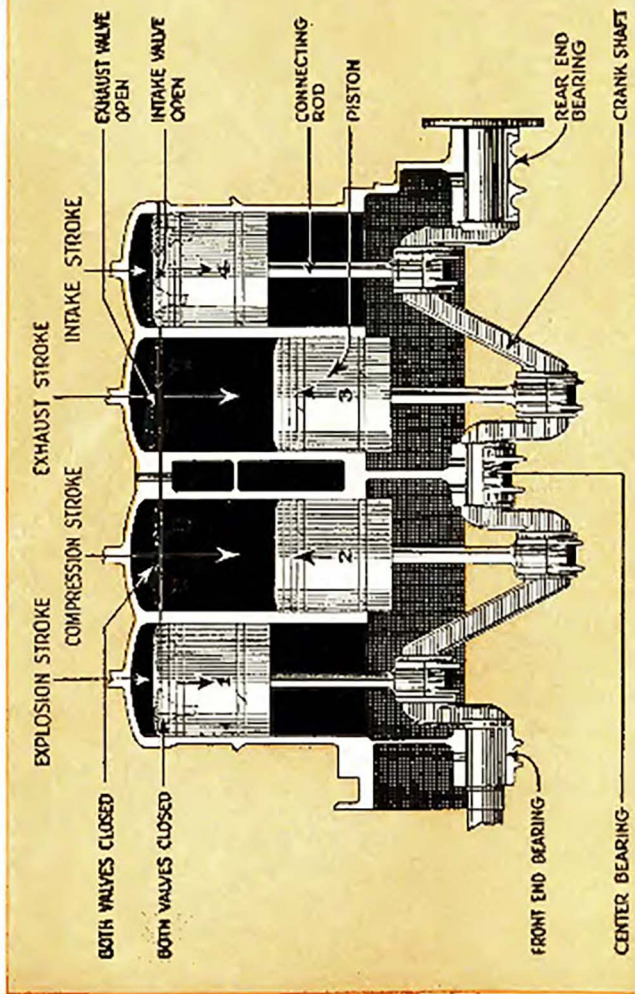 EXPLOSION STROKE
COMPRESSION STROKE
EXHAUST STROKE
INTAKE STROKE
BOTH VALVES CLOSED
BOTH VALVES CLOSED
EXHAUST VALVE
OPEN
INTAKE VALVE
OPEN
CONNECTING
ROD
PISTON
1
2
3
4
FRONT END BEARING
CENTER BEARING
REAR END
BEARING
CRANK SHAFT